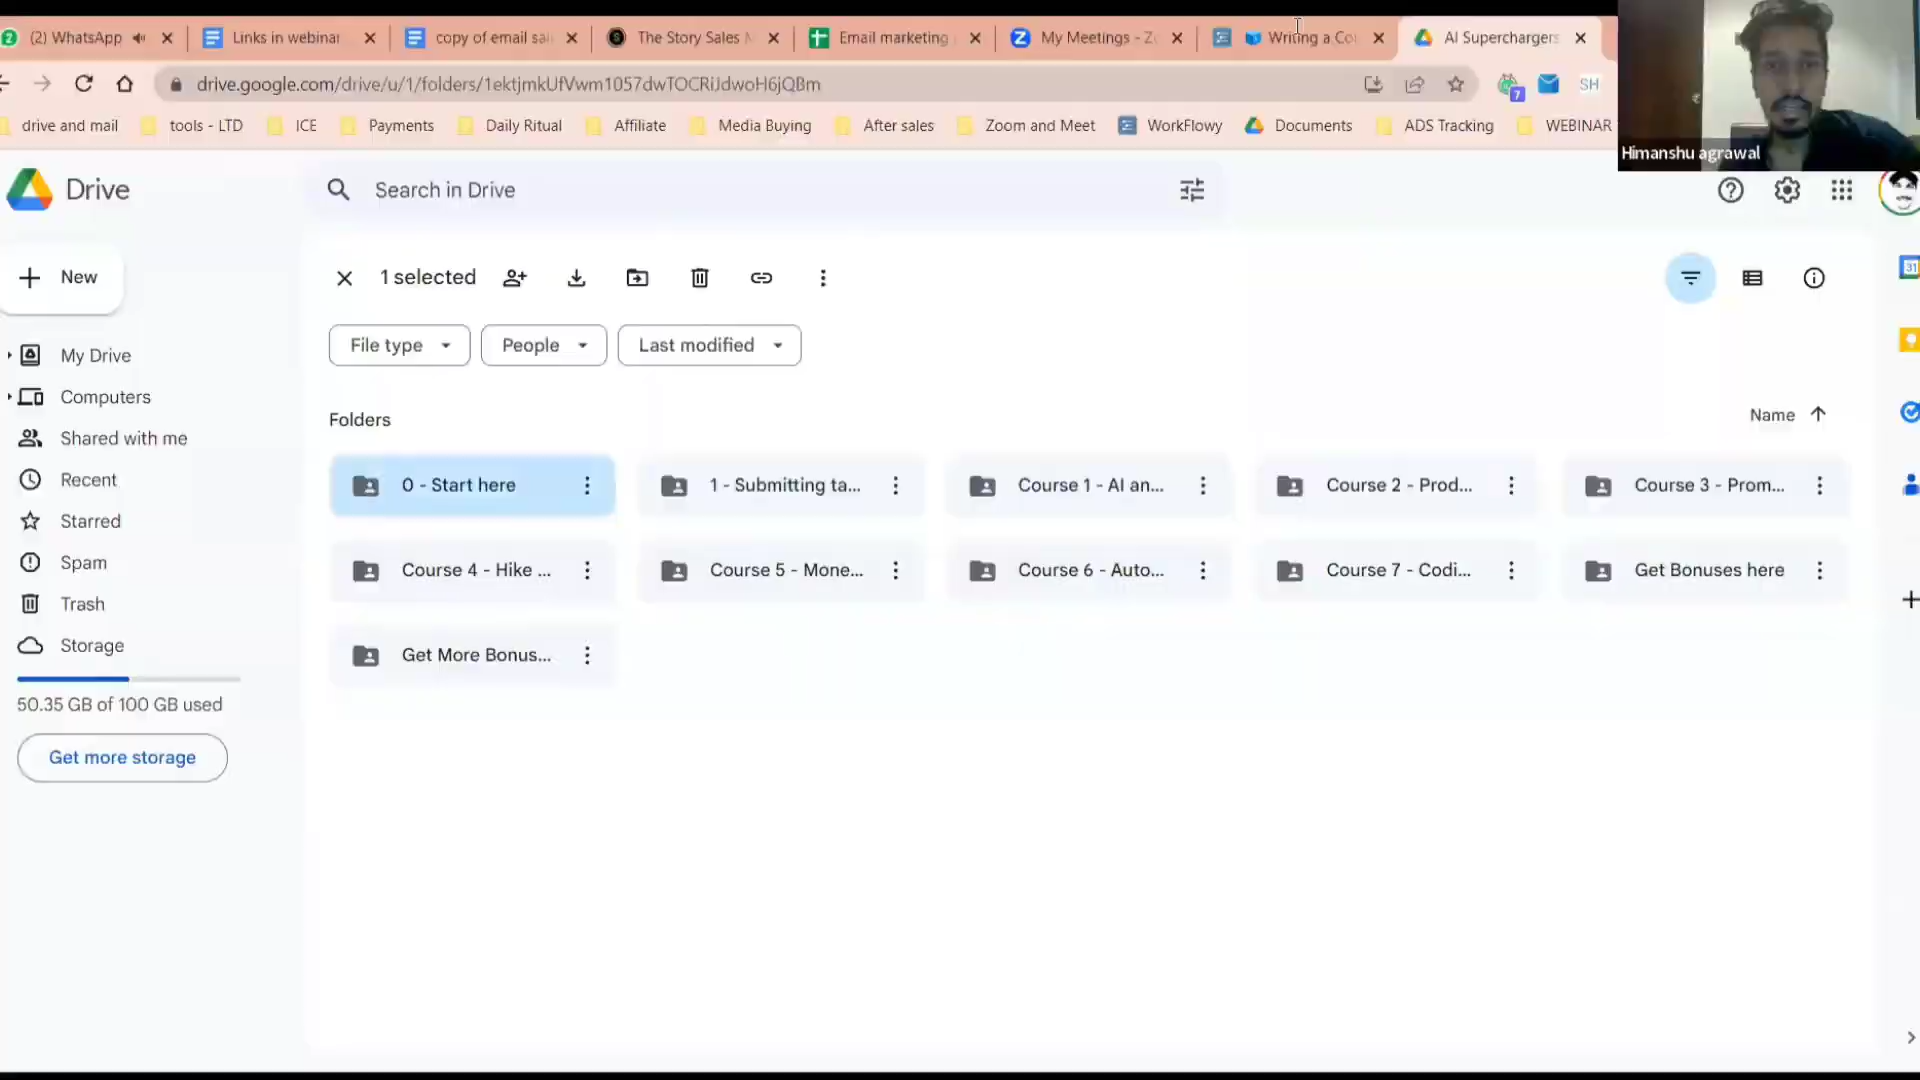 (2) WhatsApp
Links in webinar
copy of email sal
The Story Sales M
Email marketing
My Meetings - Zo
Writing a Co
AI Superchargers
drive.google.com/drive/u/1/folders/1ektjmkUfVwm1057dwTOCRiJdwoH6jQBm
7
SH
drive and mail
tools - LTD
ICE
Payments
Daily Ritual
Affiliate
Media Buying
After sales
Zoom and Meet
WorkFlowy
Documents
ADS Tracking
WEBINAR
Himanshu agrawal
Drive
Search in Drive
New
1 selected
31
File type
People
Last modified
My Drive
Computers
Shared with me
Recent
Starred
Spam
Trash
Storage
50.35 GB of 100 GB used
Get more storage
Folders
Name
0 - Start here
1 - Submitting ta...
Course 1 - AI an...
Course 2 - Prod...
Course 3 - Prom...
Course 4 - Hike ...
Course 5 - Mone...
Course 6 - Auto...
Course 7 - Codi...
Get Bonuses here
Get More Bonus...